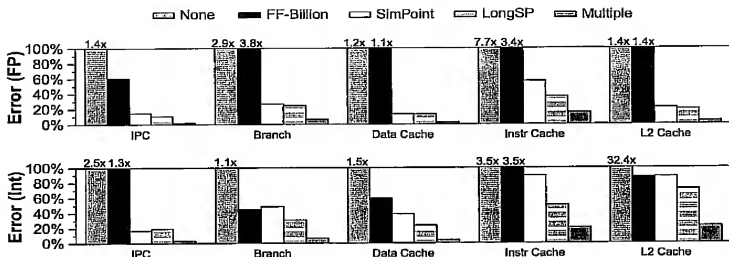 None FF-Billion SimPoint LongSP Multiple
1.4x 2.9x 3.8x 1.2x 1.1x 7.7x 3.4x 1.4x 1.4x
Error (FP)
100%
80%
60%
40%
20%
0%
IPC Branch Data Cache Instr Cache L2 Cache
2.5x 1.3x 1.1x 1.5x 3.5x 3.5x 32.4x
Error (Int)
100%
80%
60%
40%
20%
0%
IPC Branch Data Cache Instr Cache L2 Cache